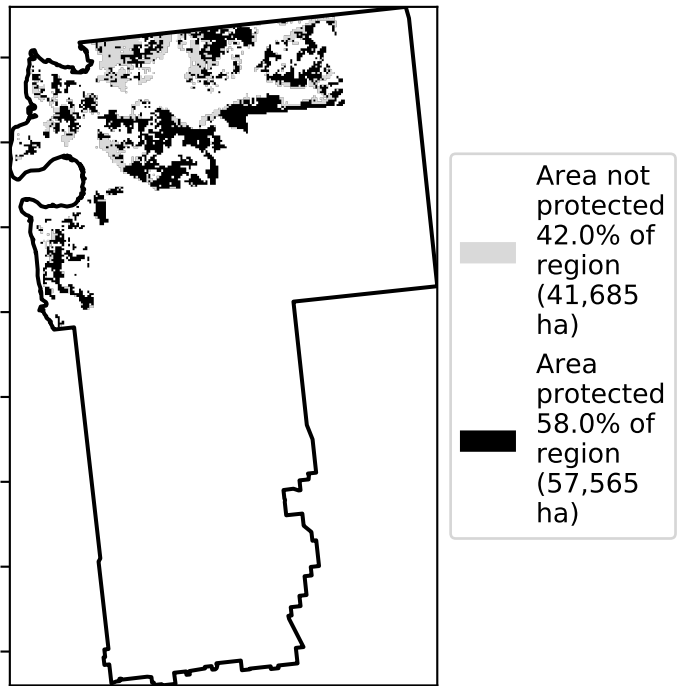 Area not
protected
42.0% of
region
(41,685
ha)
Area
protected
58.0% of
region
(57,565
ha)